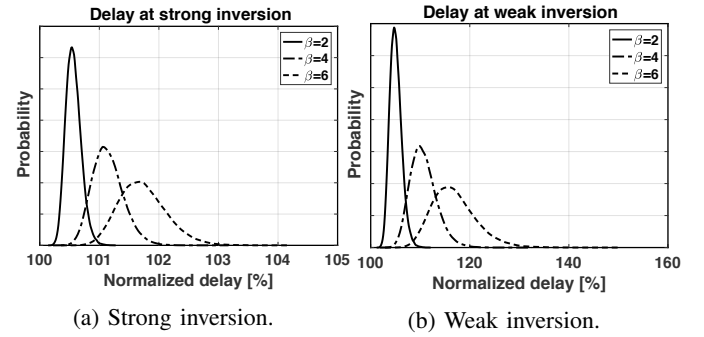 Delay at strong inversion
β=2
β=4
β=6
Probability
100 101 102 103 104 105
Normalized delay [%]
(a) Strong inversion.
Delay at weak inversion
β=2
β=4
β=6
Probability
100 120 140 160
Normalized delay [%]
(b) Weak inversion.